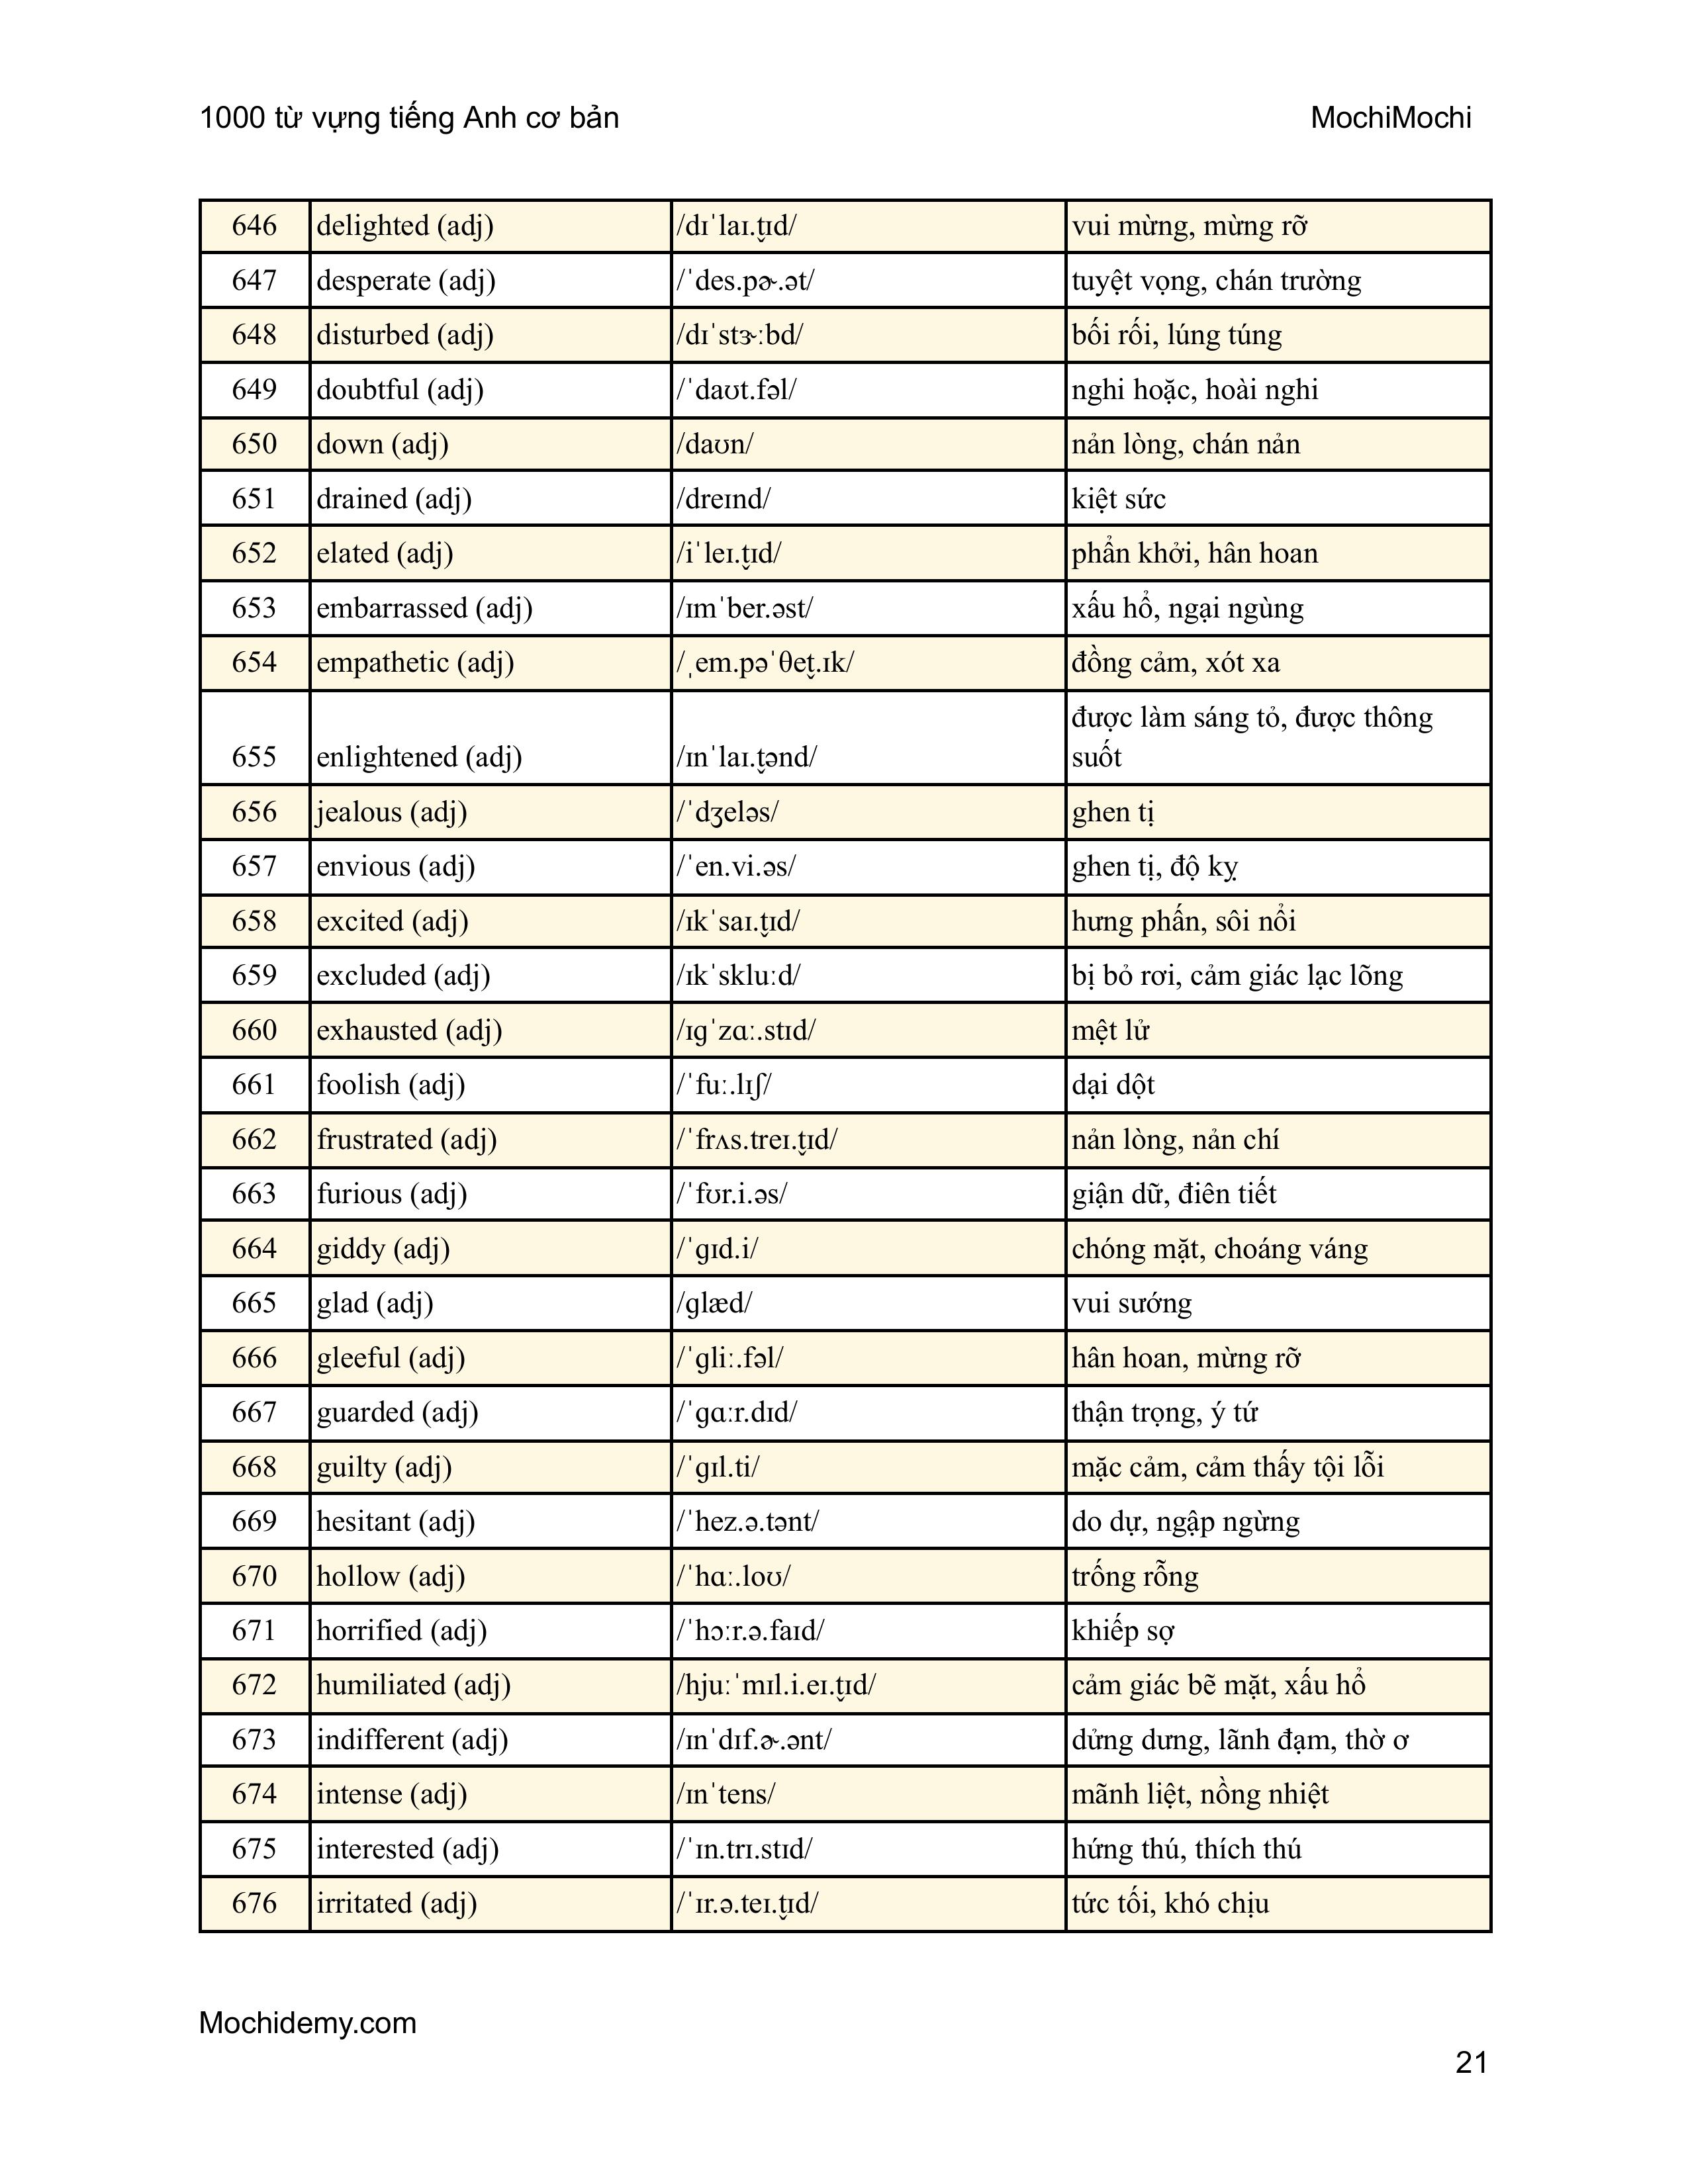 1000 từ vựng tiếng Anh cơ bản MochiMochi
646 delighted (adj) /dɪˈlaɪ.t̬ɪd/ vui mừng, mừng rỡ
647 desperate (adj) /ˈdes.pɚ.ət/ tuyệt vọng, chán trường
648 disturbed (adj) /dɪˈstɝːbd/ bối rối, lúng túng
649 doubtful (adj) /ˈdaʊt.fəl/ nghi hoặc, hoài nghi
650 down (adj) /daʊn/ nản lòng, chán nản
651 drained (adj) /dreɪnd/ kiệt sức
652 elated (adj) /iˈleɪ.t̬ɪd/ phẩn khởi, hân hoan
653 embarrassed (adj) /ɪmˈber.əst/ xấu hổ, ngại ngùng
654 empathetic (adj) /ˌem.pəˈθet̬.ɪk/ đồng cảm, xót xa
được làm sáng tỏ, được thông
655 enlightened (adj) /ɪnˈlaɪ.t̬ənd/ suốt
656 jealous (adj) /ˈdʒeləs/ ghen tị
657 envious (adj) /ˈen.vi.əs/ ghen tị, độ kỵ
658 excited (adj) /ɪkˈsaɪ.t̬ɪd/ hưng phấn, sôi nổi
659 excluded (adj) /ɪkˈskluːd/ bị bỏ rơi, cảm giác lạc lõng
660 exhausted (adj) /ɪɡˈzɑː.stɪd/ mệt lử
661 foolish (adj) /ˈfuː.lɪʃ/ dại dột
662 frustrated (adj) /ˈfrʌs.treɪ.t̬ɪd/ nản lòng, nản chí
663 furious (adj) /ˈfʊr.i.əs/ giận dữ, điên tiết
664 giddy (adj) /ˈɡɪd.i/ chóng mặt, choáng váng
665 glad (adj) /ɡlæd/ vui sướng
666 gleeful (adj) /ˈɡliː.fəl/ hân hoan, mừng rỡ
667 guarded (adj) /ˈɡɑːr.dɪd/ thận trọng, ý tứ
668 guilty (adj) /ˈɡɪl.ti/ mặc cảm, cảm thấy tội lỗi
669 hesitant (adj) /ˈhez.ə.tənt/ do dự, ngập ngừng
670 hollow (adj) /ˈhɑː.loʊ/ trống rỗng
671 horrified (adj) /ˈhɔːr.ə.faɪd/ khiếp sợ
672 humiliated (adj) /hjuːˈmɪl.i.eɪ.t̬ɪd/ cảm giác bẽ mặt, xấu hổ
673 indifferent (adj) /ɪnˈdɪf.ɚ.ənt/ dửng dưng, lãnh đạm, thờ ơ
674 intense (adj) /ɪnˈtens/ mãnh liệt, nồng nhiệt
675 interested (adj) /ˈɪn.trɪ.stɪd/ hứng thú, thích thú
676 irritated (adj) /ˈɪr.ə.teɪ.t̬ɪd/ tức tối, khó chịu
Mochidemy.com
21